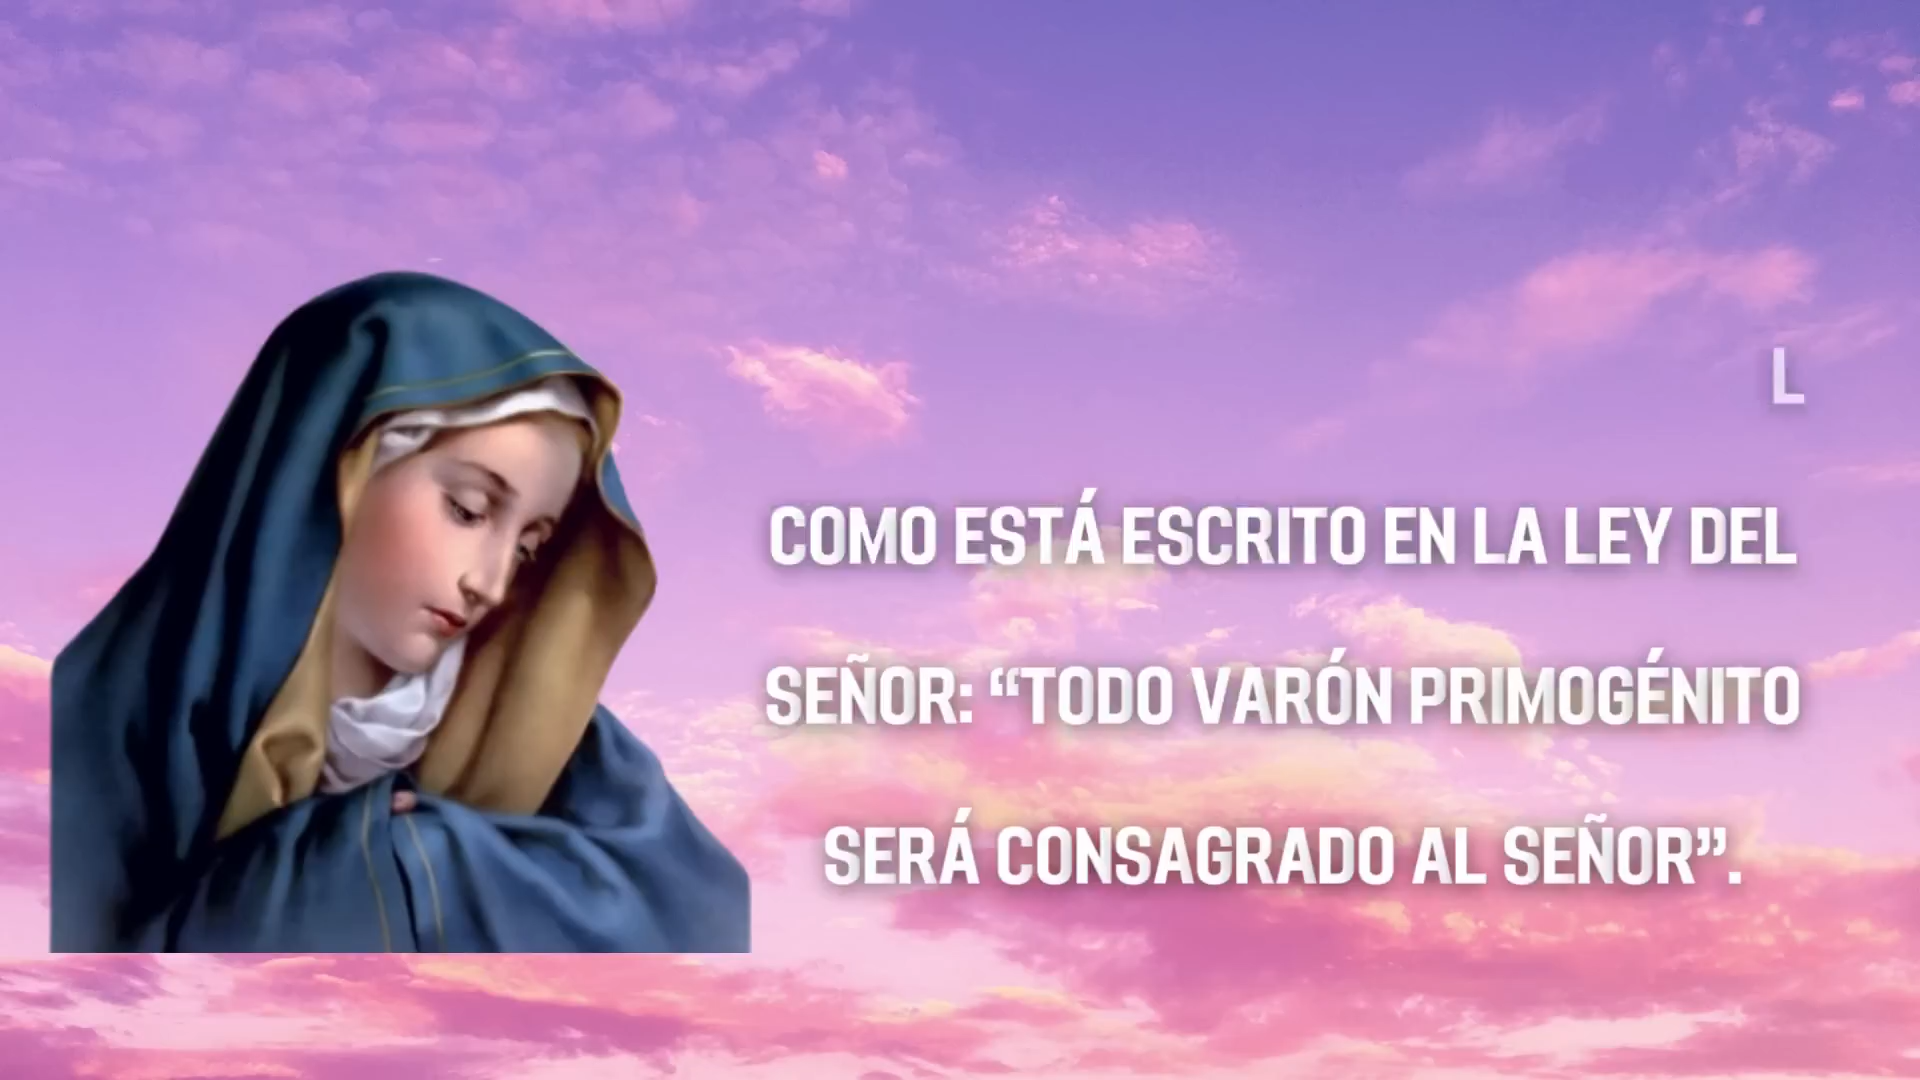 L
COMO ESTÁ ESCRITO EN LA LEY DEL
SEÑOR: “TODO VARÓN PRIMOGÉNITO
SERÁ CONSAGRADO AL SEÑOR”.